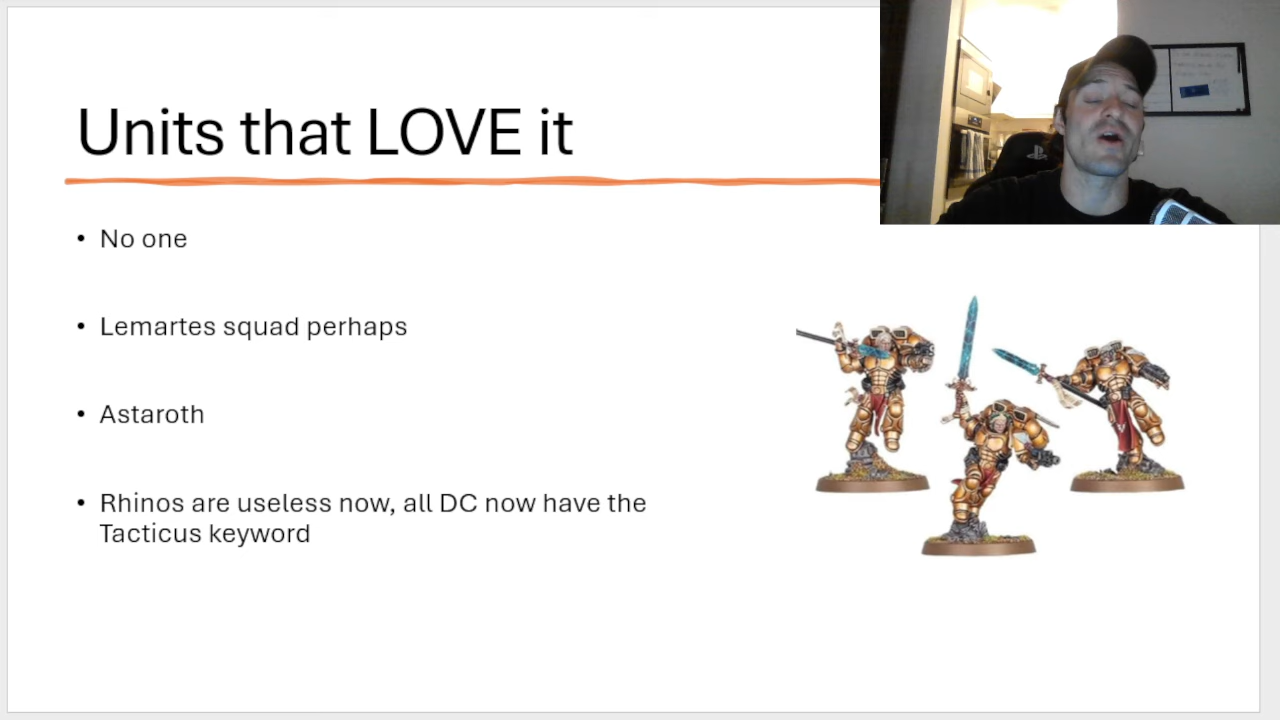 Units that LOVE it
• No one
• Lemartes squad perhaps
• Astaroth
• Rhinos are useless now, all DC now have the
Tacticus keyword